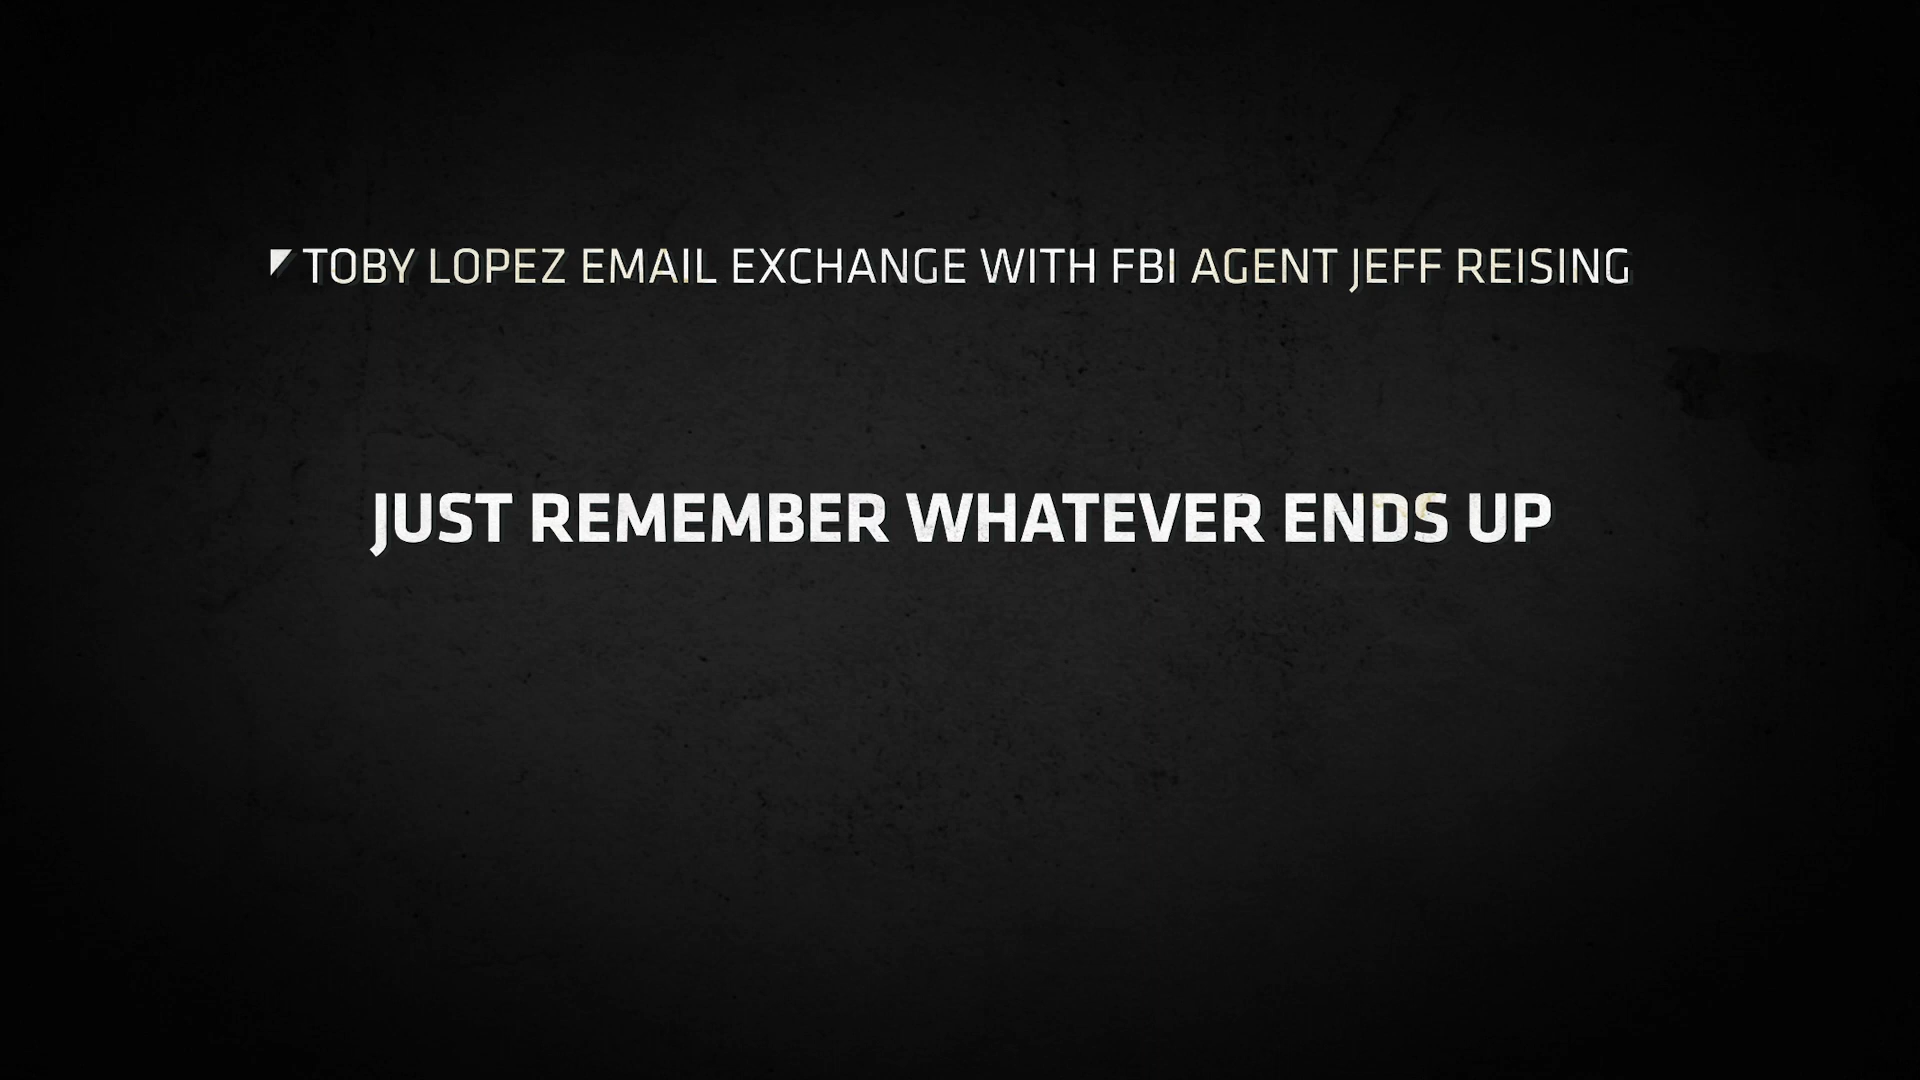 TOBY LOPEZ EMAIL EXCHANGE WITH FBI AGENT JEFF REISING
JUST REMEMBER WHATEVER ENDS UP